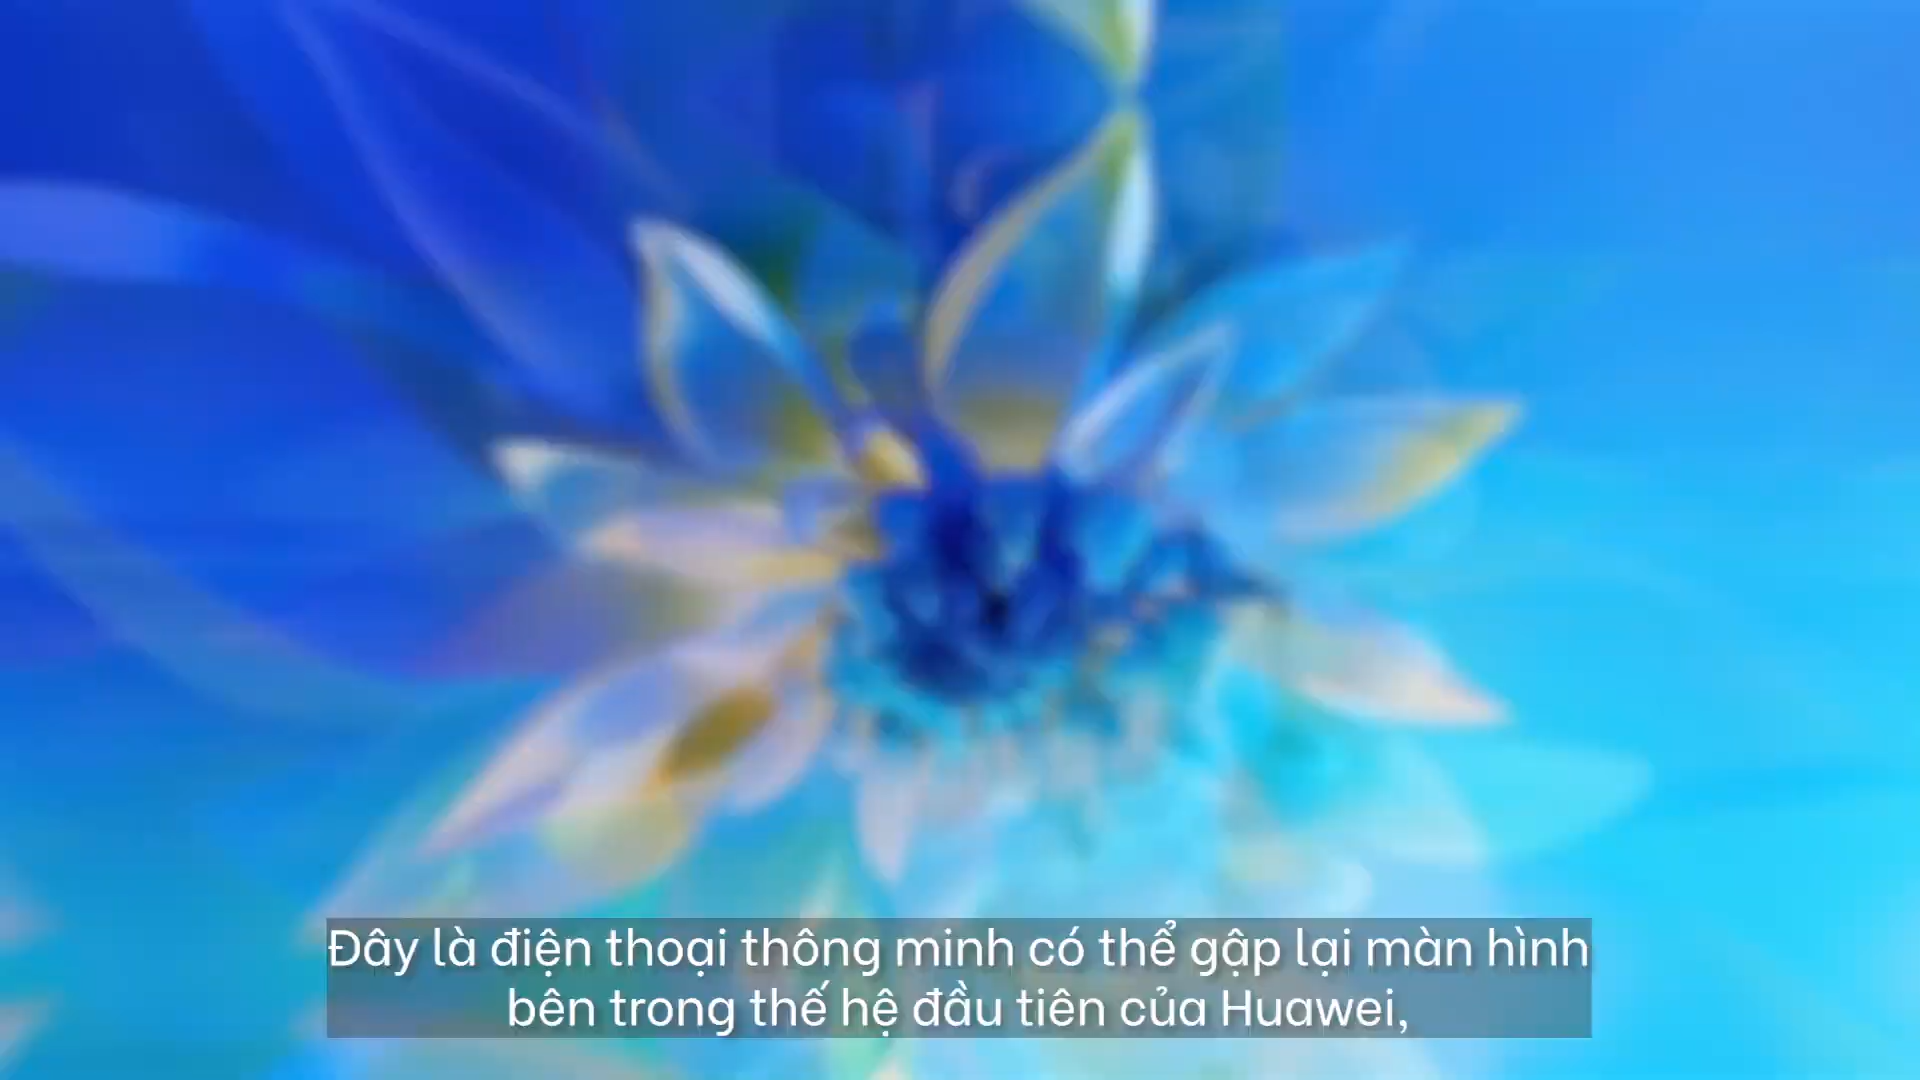 Đây là điện thoại thông minh có thể gập lại màn hình
bên trong thế hệ đầu tiên của Huawei,